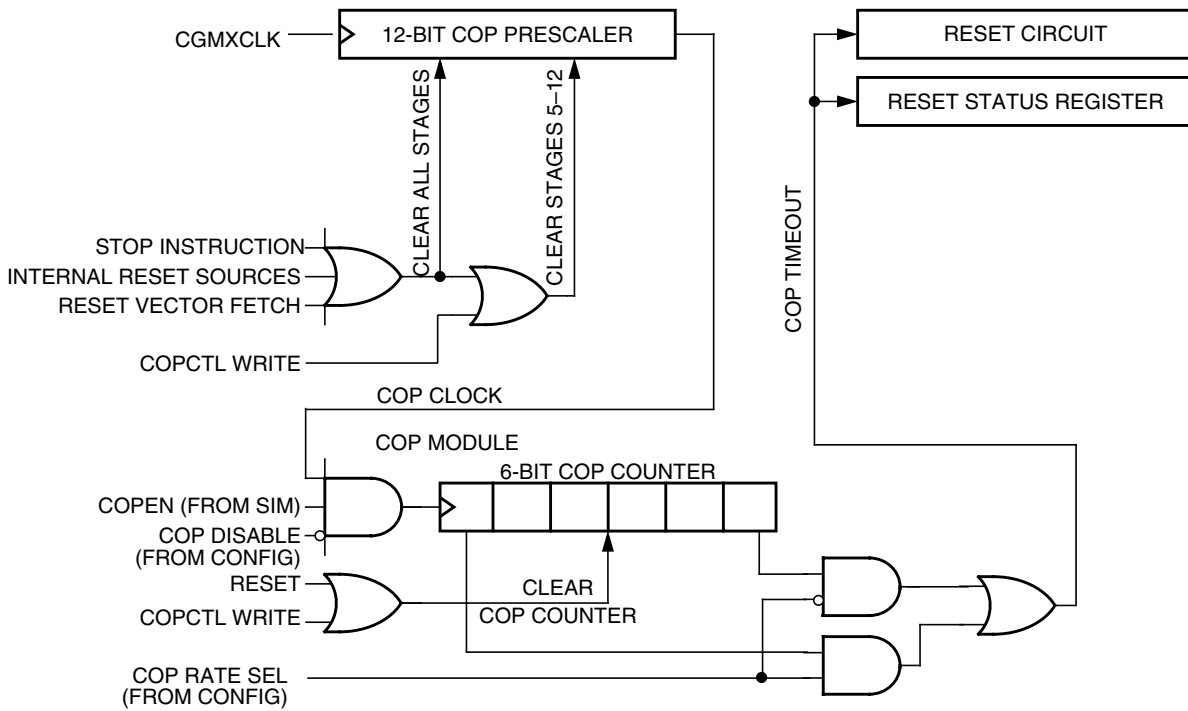 CGMXCLK
12-BIT COP PRESCALER
RESET CIRCUIT
RESET STATUS REGISTER
CLEAR ALL STAGES
CLEAR STAGES 5–12
COP TIMEOUT
STOP INSTRUCTION
INTERNAL RESET SOURCES
RESET VECTOR FETCH
COPCTL WRITE
COP CLOCK
COP MODULE
6-BIT COP COUNTER
COPEN (FROM SIM)
COP DISABLE
(FROM CONFIG)
RESET
COPCTL WRITE
CLEAR
COP COUNTER
COP RATE SEL
(FROM CONFIG)